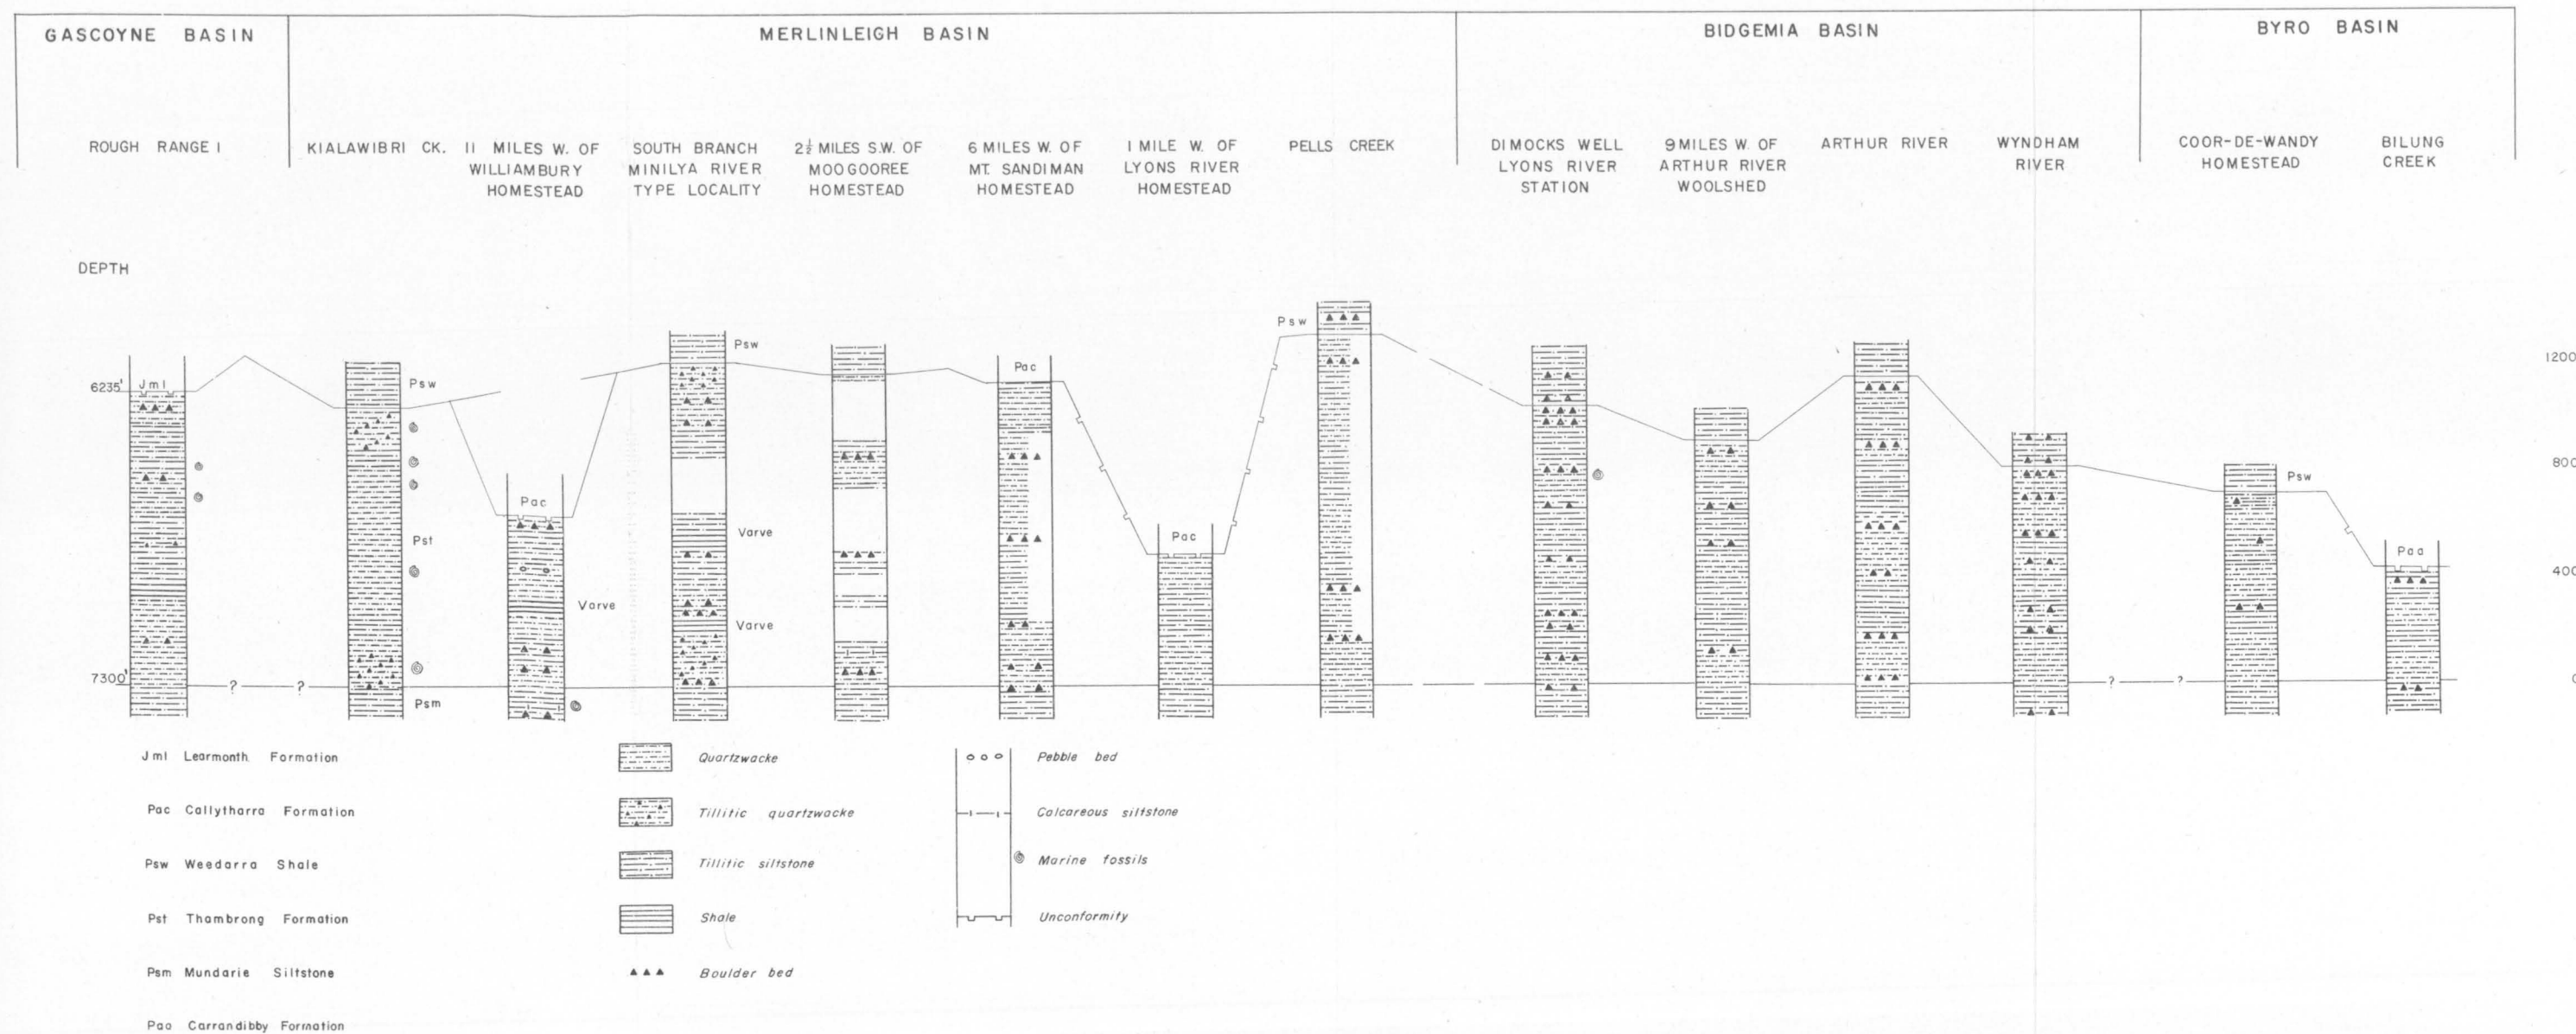 GASCOYNE BASIN
MERLINLEIGH BASIN
BIDGEMIA BASIN
BYRO BASIN
ROUGH RANGE 1
KIALAWIBRI CK.
11 MILES W. OF
WILLIAMBURY
HOMESTEAD
SOUTH BRANCH
MINILYA RIVER
TYPE LOCALITY
2½ MILES S.W. OF
MOOGOOREE
HOMESTEAD
6 MILES W. OF
MT. SANDIMAN
HOMESTEAD
1 MILE W. OF
LYONS RIVER
HOMESTEAD
PELLS CREEK
DIMOCKS WELL
LYONS RIVER
STATION
9 MILES W. OF
ARTHUR RIVER
WOOLSHED
ARTHUR RIVER
WYNDHAM
RIVER
COOR-DE-WANDY
HOMESTEAD
BILUNG
CREEK
DEPTH
6235'
Jml
7300'
?
?
Psw
Pst
Psm
Pac
Varve
Psw
Varve
Varve
Pac
Pac
Psw
?
?
Psw
Paa
1200
800
400
0
Jml Learmonth Formation
Pac Callytharra Formation
Psw Weedarra Shale
Pst Thambrong Formation
Psm Mundarie Siltstone
Paa Carrandibby Formation
Quartzwacke
Tillitic quartzwacke
Tillitic siltstone
Shale
Boulder bed
Pebble bed
Calcareous siltstone
Marine fossils
Unconformity